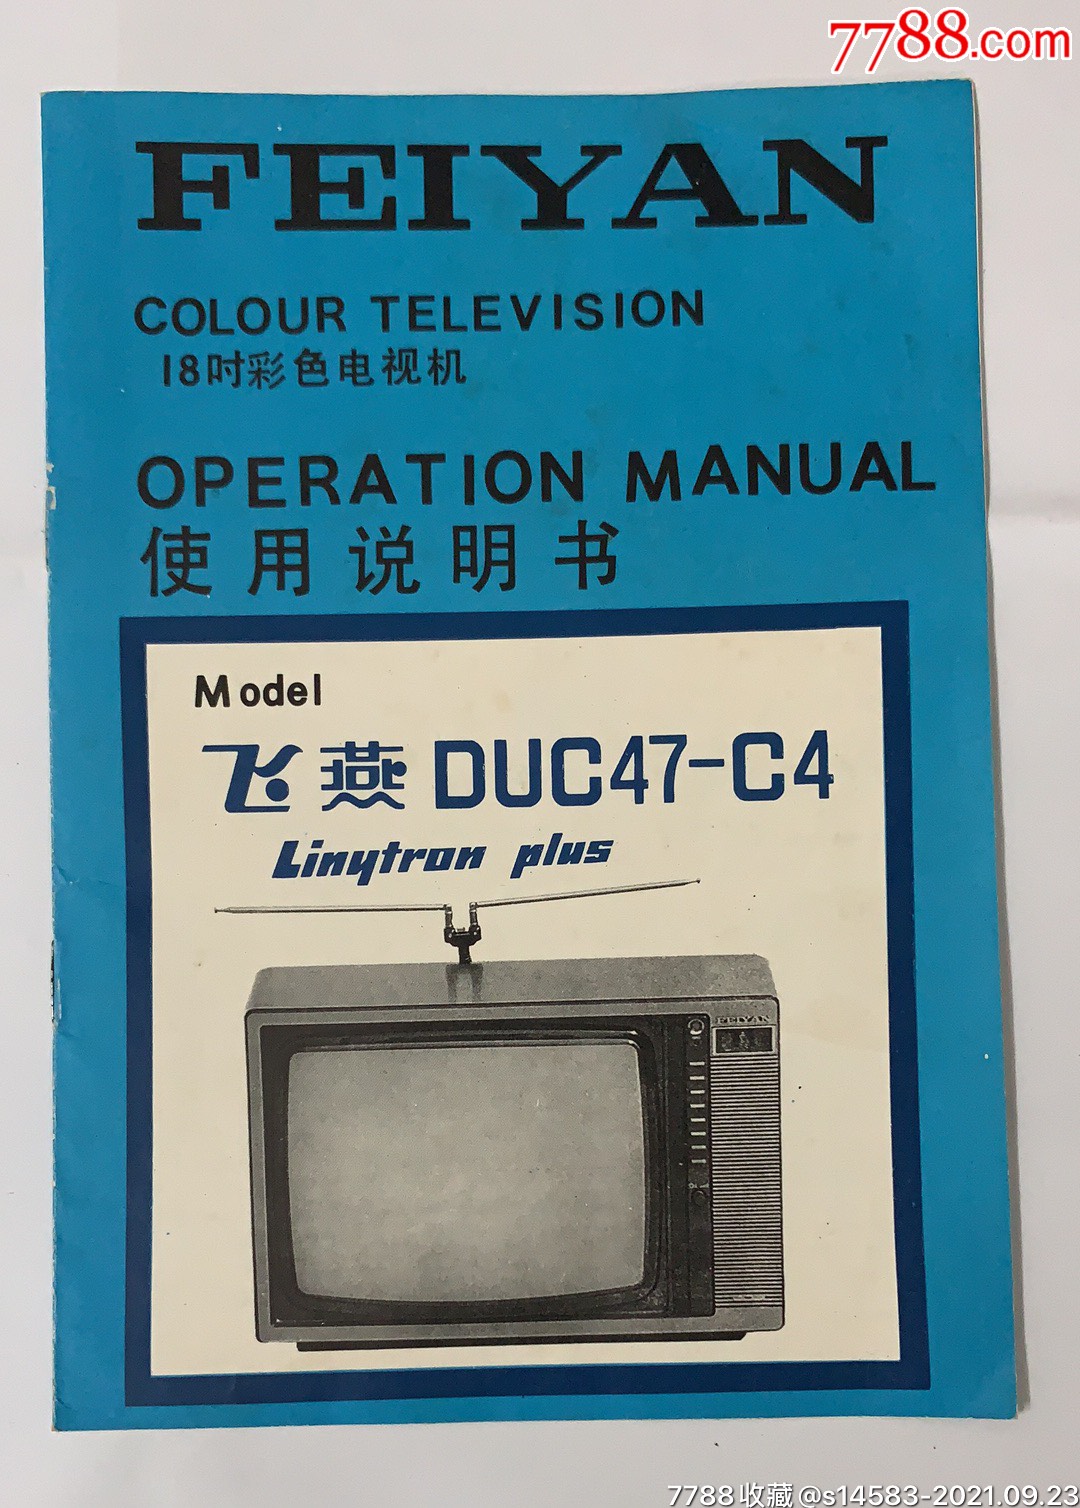 7788.com
FEIYAN
COLOUR TELEVISION
18吋彩色电视机
OPERATION MANUAL
使用说明书
Model
飞燕 DUC47-C4
Linytron plus
FEIYAN
7788收藏@s14583-2021.09.23